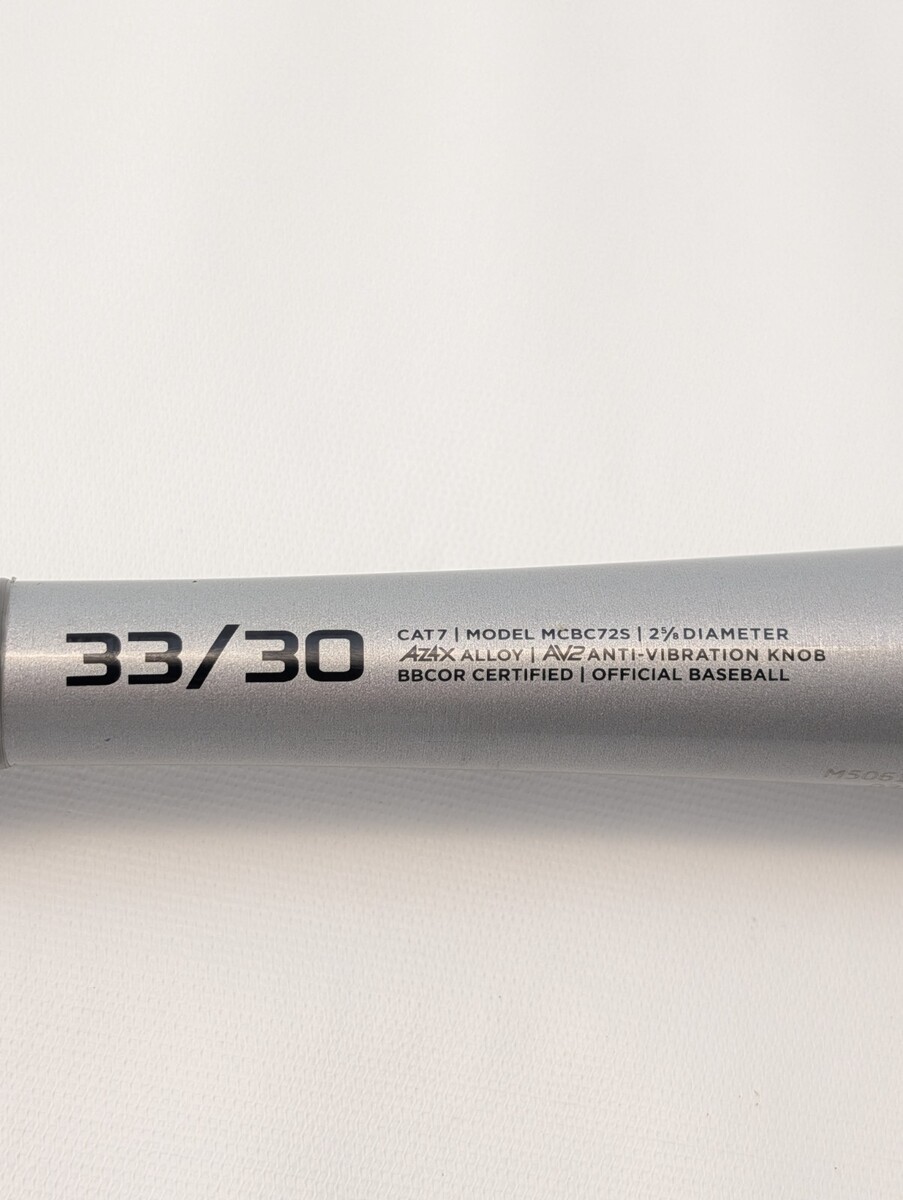 33/30
CAT7 | MODEL MCBC72S | 2⅝ DIAMETER
AZ4X ALLOY | AV2 ANTI-VIBRATION KNOB
BBCOR CERTIFIED | OFFICIAL BASEBALL